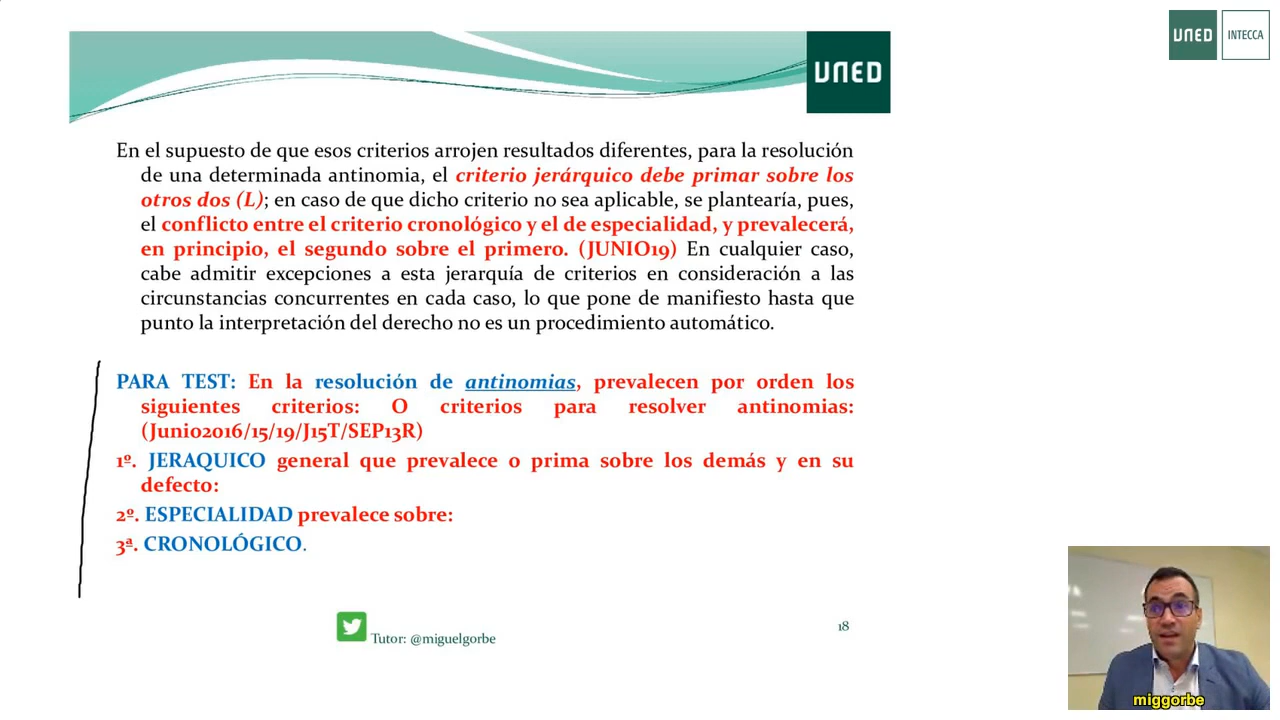 UNED
INTECCA
UNED
En el supuesto de que esos criterios arrojen resultados diferentes, para la resolución
de una determinada antinomia, el criterio jerárquico debe primar sobre los
otros dos (L); en caso de que dicho criterio no sea aplicable, se plantearía, pues,
el conflicto entre el criterio cronológico y el de especialidad, y prevalecerá,
en principio, el segundo sobre el primero. (JUNIO19) En cualquier caso,
cabe admitir excepciones a esta jerarquía de criterios en consideración a las
circunstancias concurrentes en cada caso, lo que pone de manifiesto hasta que
punto la interpretación del derecho no es un procedimiento automático.
PARA TEST: En la resolución de antinomias, prevalecen por orden los
siguientes criterios: O criterios para resolver antinomias:
(Junio2016/15/19/J15T/SEP13R)
1º. JERAQUICO general que prevalece o prima sobre los demás y en su
defecto:
2º. ESPECIALIDAD prevalece sobre:
3ª. CRONOLÓGICO.
Tutor: @miguelgorbe
18
miggorbe